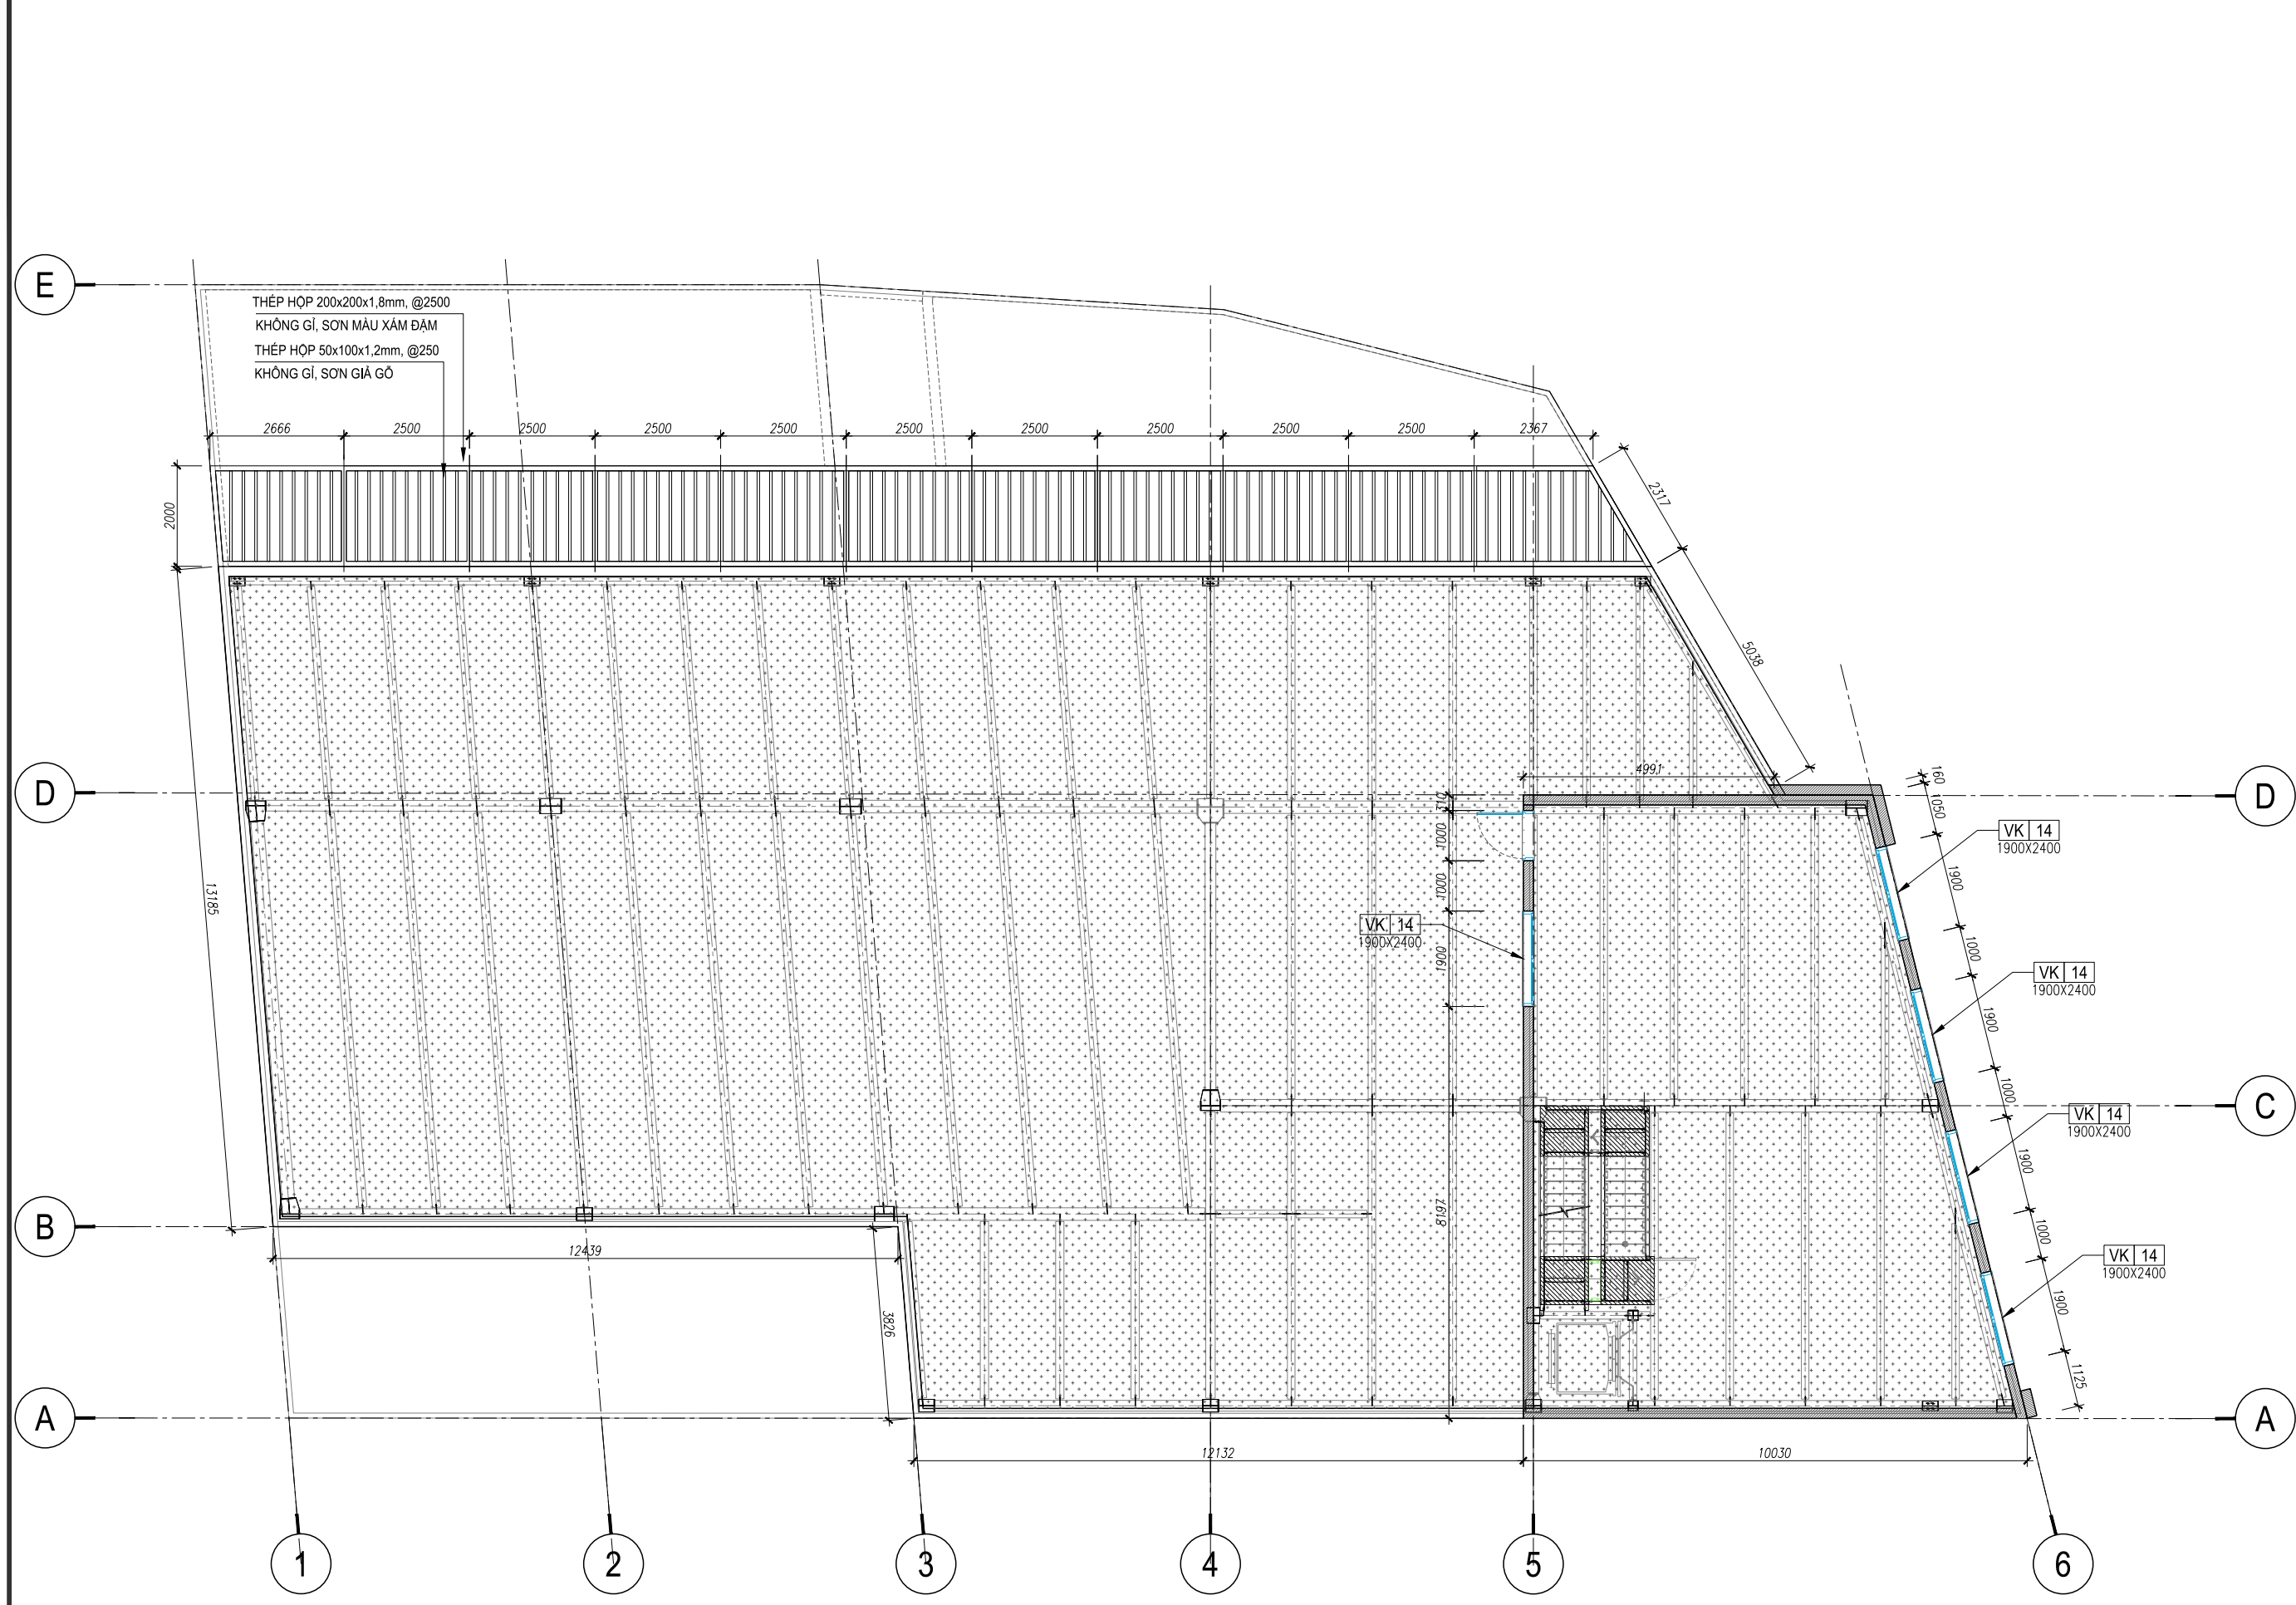 E
THÉP HỘP 200x200x1,8mm, @2500
KHÔNG GỈ, SƠN MÀU XÁM ĐẬM
THÉP HỘP 50x100x1,2mm, @250
KHÔNG GỈ, SƠN GIẢ GỖ
2666
2500
2500
2500
2500
2500
2500
2500
2500
2500
2367
2317
2000
5038
4991
D
D
160
1050
310
1000
1000
1900
8197
VK 14
1900X2400
VK 14
1900X2400
1900
1000
VK 14
1900X2400
1900
1000
VK 14
1900X2400
1900
1000
VK 14
1900X2400
1900
1125
13185
C
B
12439
3826
A
A
12132
10030
1
2
3
4
5
6